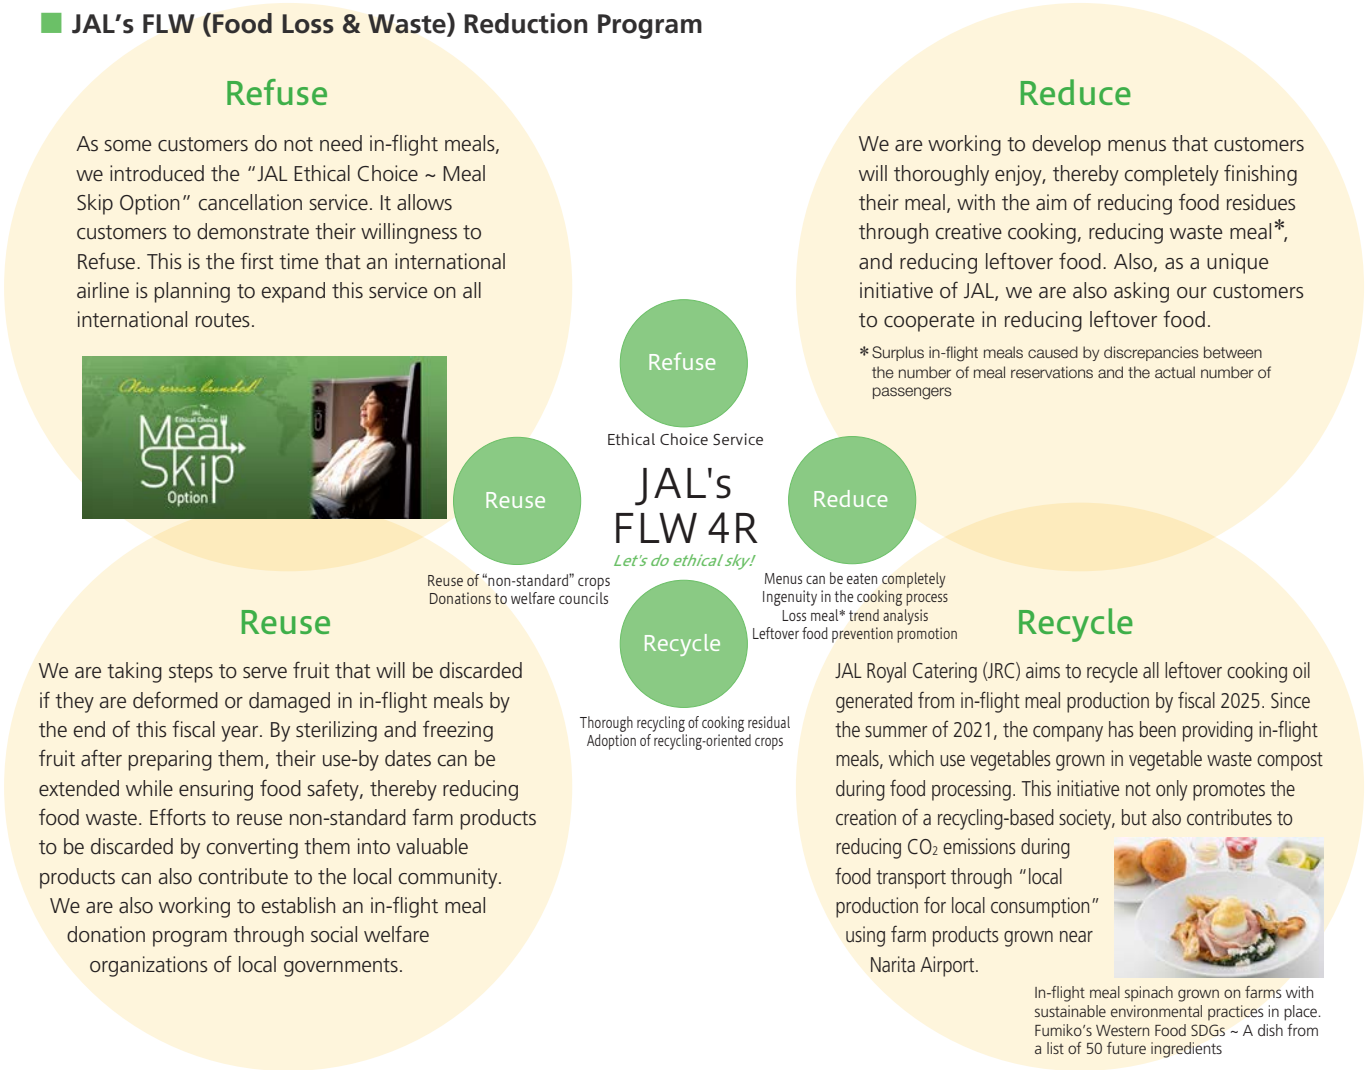 JAL’s FLW (Food Loss & Waste) Reduction Program
Refuse
As some customers do not need in-flight meals,
we introduced the “JAL Ethical Choice ~ Meal
Skip Option” cancellation service. It allows
customers to demonstrate their willingness to
Refuse. This is the first time that an international
airline is planning to expand this service on all
international routes.
New service launched!
JAL
Ethical Choice
Meal
Skip
Option
Reduce
We are working to develop menus that customers
will thoroughly enjoy, thereby completely finishing
their meal, with the aim of reducing food residues
through creative cooking, reducing waste meal*,
and reducing leftover food. Also, as a unique
initiative of JAL, we are also asking our customers
to cooperate in reducing leftover food.
* Surplus in-flight meals caused by discrepancies between
the number of meal reservations and the actual number of
passengers
Refuse
Ethical Choice Service
Reuse
Reuse of “non-standard” crops
Donations to welfare councils
JAL's
FLW 4R
Let's do ethical sky!
Reduce
Menus can be eaten completely
Ingenuity in the cooking process
Loss meal* trend analysis
Leftover food prevention promotion
Recycle
Thorough recycling of cooking residual
Adoption of recycling-oriented crops
Reuse
We are taking steps to serve fruit that will be discarded
if they are deformed or damaged in in-flight meals by
the end of this fiscal year. By sterilizing and freezing
fruit after preparing them, their use-by dates can be
extended while ensuring food safety, thereby reducing
food waste. Efforts to reuse non-standard farm products
to be discarded by converting them into valuable
products can also contribute to the local community.
We are also working to establish an in-flight meal
donation program through social welfare
organizations of local governments.
Recycle
JAL Royal Catering (JRC) aims to recycle all leftover cooking oil
generated from in-flight meal production by fiscal 2025. Since
the summer of 2021, the company has been providing in-flight
meals, which use vegetables grown in vegetable waste compost
during food processing. This initiative not only promotes the
creation of a recycling-based society, but also contributes to
reducing CO₂ emissions during
food transport through “local
production for local consumption”
using farm products grown near
Narita Airport.
In-flight meal spinach grown on farms with
sustainable environmental practices in place.
Fumiko’s Western Food SDGs ~ A dish from
a list of 50 future ingredients